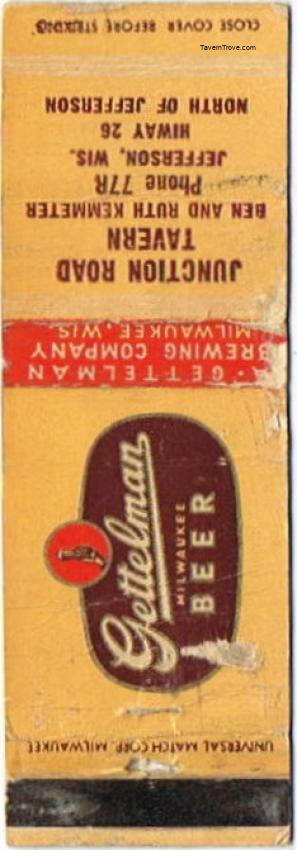 TavernTrove.com
CLOSE COVER BEFORE STRIKING
JUNCTION ROAD
TAVERN
BEN AND RUTH KEMMETER
Phone 77R
JEFFERSON, WIS.
HIWAY 26
NORTH OF JEFFERSON
A. GETTELMAN
BREWING COMPANY
MILWAUKEE, WIS.
Gettelman
MILWAUKEE
BEER
UNIVERSAL MATCH CORP. MILWAUKEE